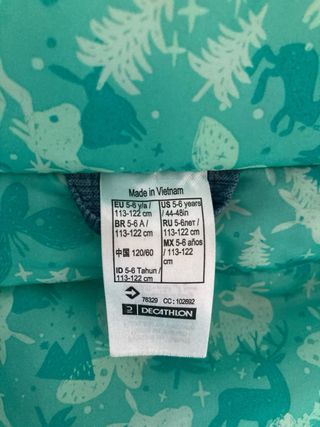 Made in Vietnam
EU 5-6 y/a /
113-122 cm
BR 5-6 A /
113-122 cm
中国 120/60
ID 5-6 Tahun /
113-122 cm
US 5-6 years
/ 44-48in
RU 5-6лет /
113-122 cm
MX 5-6 años
/ 113-122
cm
76329 CC : 102692
DECATHLON